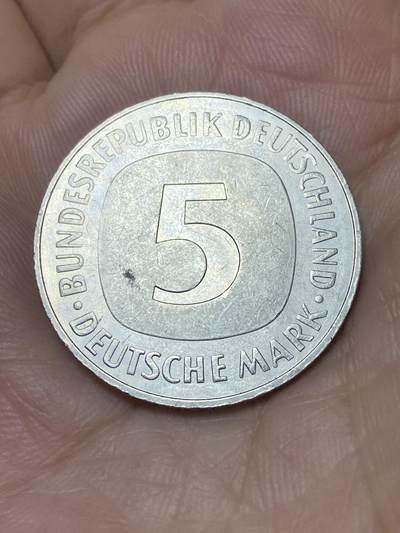 · BUNDESREPUBLIK DEUTSCHLAND ·
5
DEUTSCHE MARK